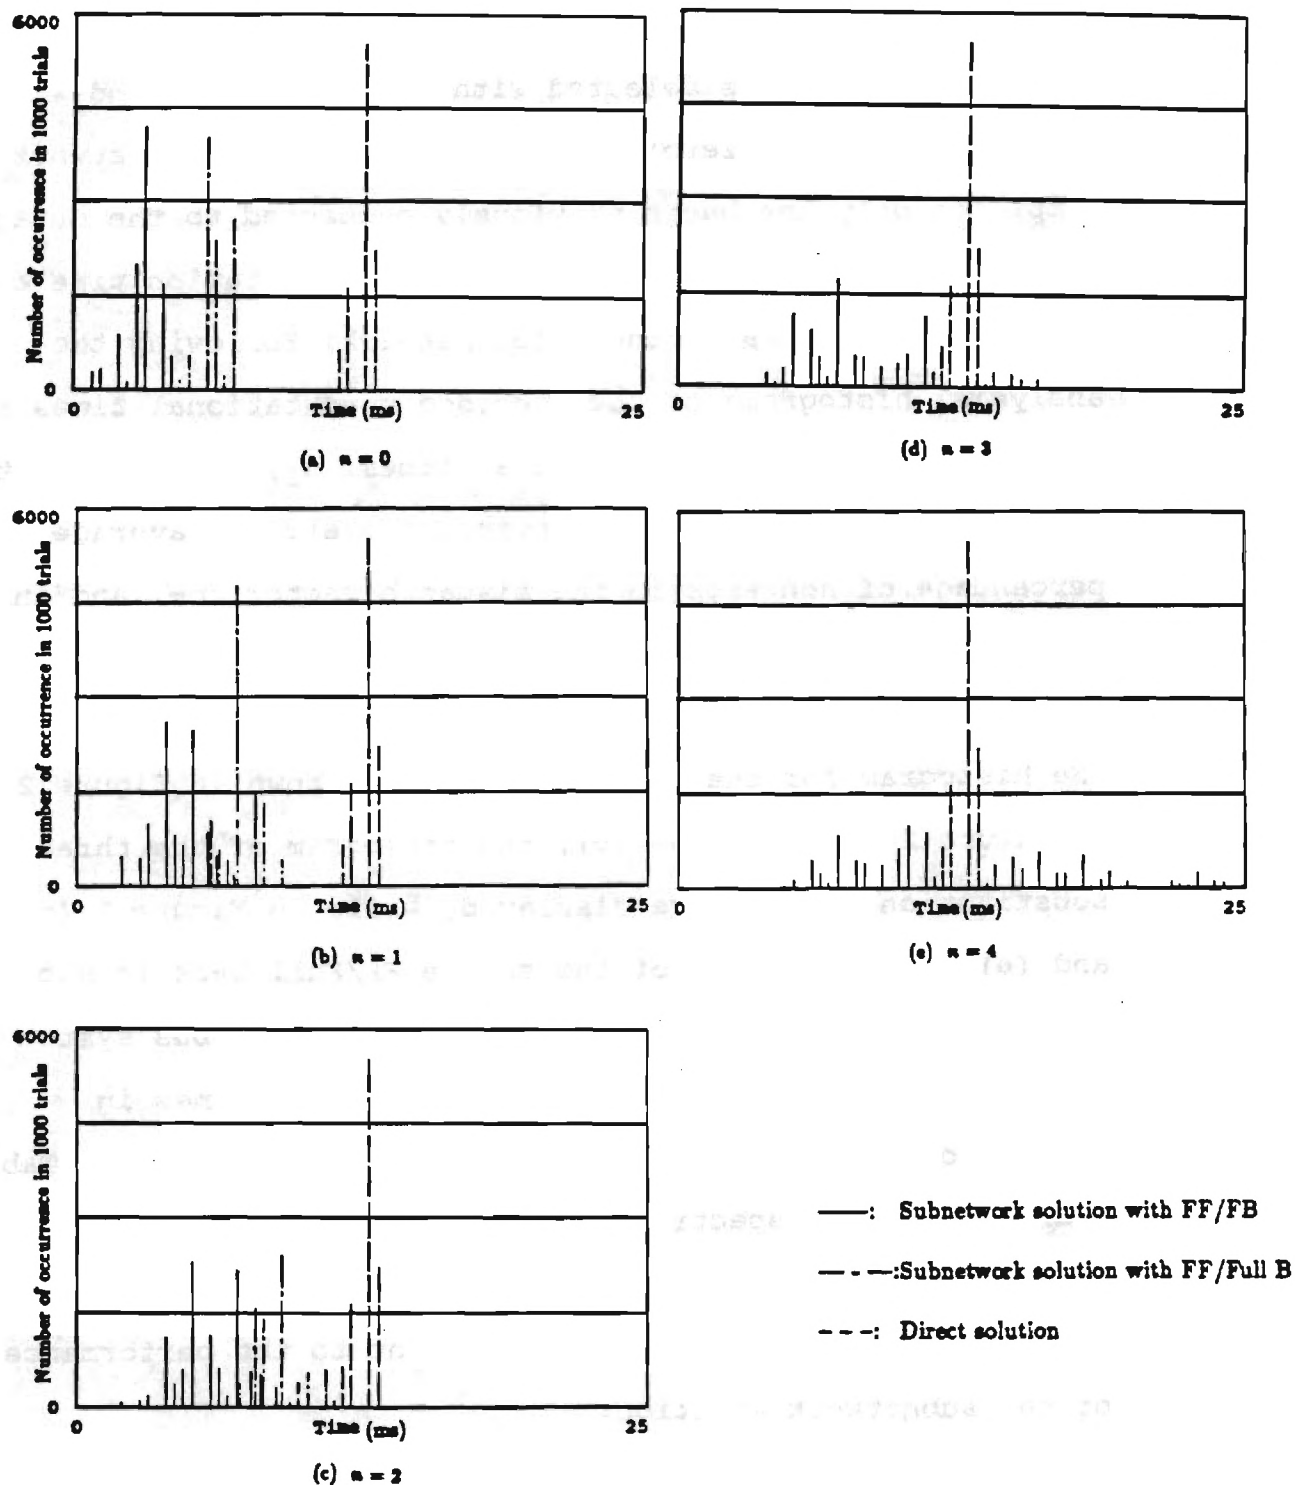 6000
Number of occurrence in 1000 trials
0
0
Time (ms)
25
(a) n = 0
0
Time (ms)
25
(d) n = 3
6000
Number of occurrence in 1000 trials
0
0
Time (ms)
25
(b) n = 1
0
Time (ms)
25
(e) n = 4
6000
Number of occurrence in 1000 trials
0
0
Time (ms)
25
(c) n = 2
———: Subnetwork solution with FF/FB
—·—:Subnetwork solution with FF/Full B
- - -: Direct solution